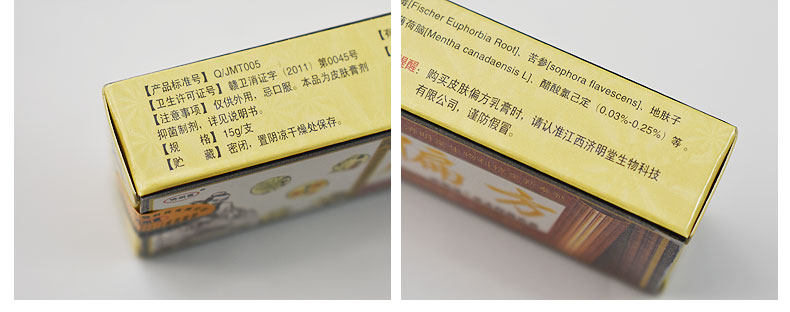 【产品标准号】Q/JMT005
【卫生许可证号】赣卫消证字（2011）第0045号
【注意事项】仅供外用，忌口服。本品为皮肤膏剂
抑菌制剂，详见说明书。
【规 格】15g/支
【贮 藏】密闭，置阴凉干燥处保存。
[Fischer Euphorbia Root]、苦参[sophora flavescens]、地肤子
荷脑[Mentha canadaensis L]、醋酸氯己定（0.03%-0.25%）等。
醒：购买皮肤偏方乳膏时，请认准江西济明堂生物科技
有限公司，谨防假冒。
偏方